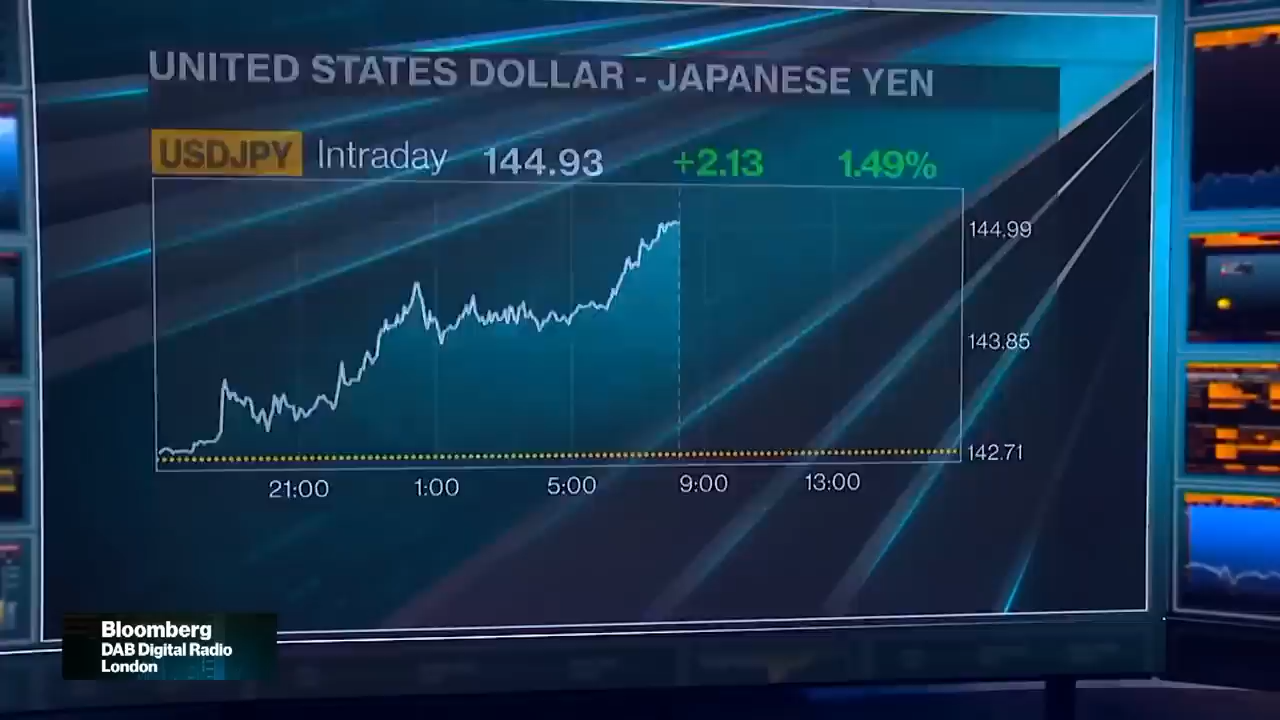 UNITED STATES DOLLAR - JAPANESE YEN
USDJPY Intraday 144.93 +2.13 1.49%
144.99
143.85
142.71
21:00 1:00 5:00 9:00 13:00
Bloomberg
DAB Digital Radio
London